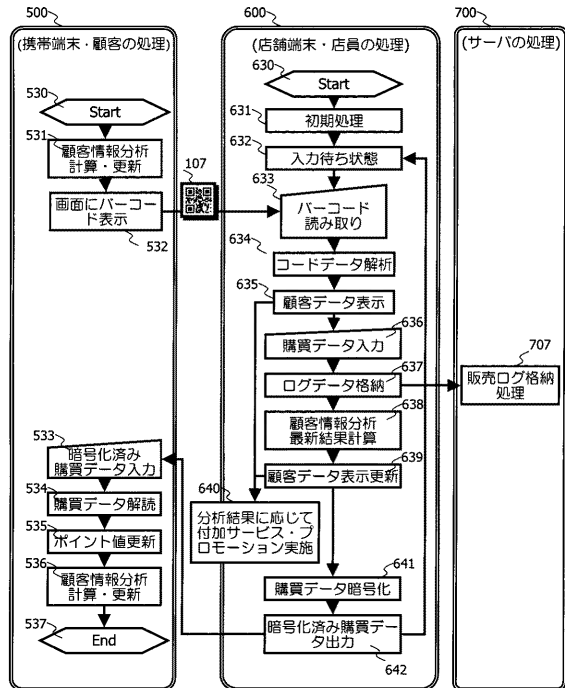 500
(携帯端末・顧客の処理)
530
Start
531
顧客情報分析
計算・更新
画面にバーコー
ド表示
532
107
533
暗号化済み
購買データ入力
534
購買データ解読
535
ポイント値更新
536
顧客情報分析
計算・更新
537
End
600
(店舗端末・店員の処理)
630
Start
631
初期処理
632
入力待ち状態
633
バーコード
読み取り
634
コードデータ解析
635
顧客データ表示
636
購買データ入力
637
ログデータ格納
638
顧客情報分析
最新結果計算
639
顧客データ表示更新
640
分析結果に応じて
付加サービス・プ
ロモーション実施
641
購買データ暗号化
暗号化済み購買デー
タ出力
642
700
(サーバの処理)
707
販売ログ格納
処理